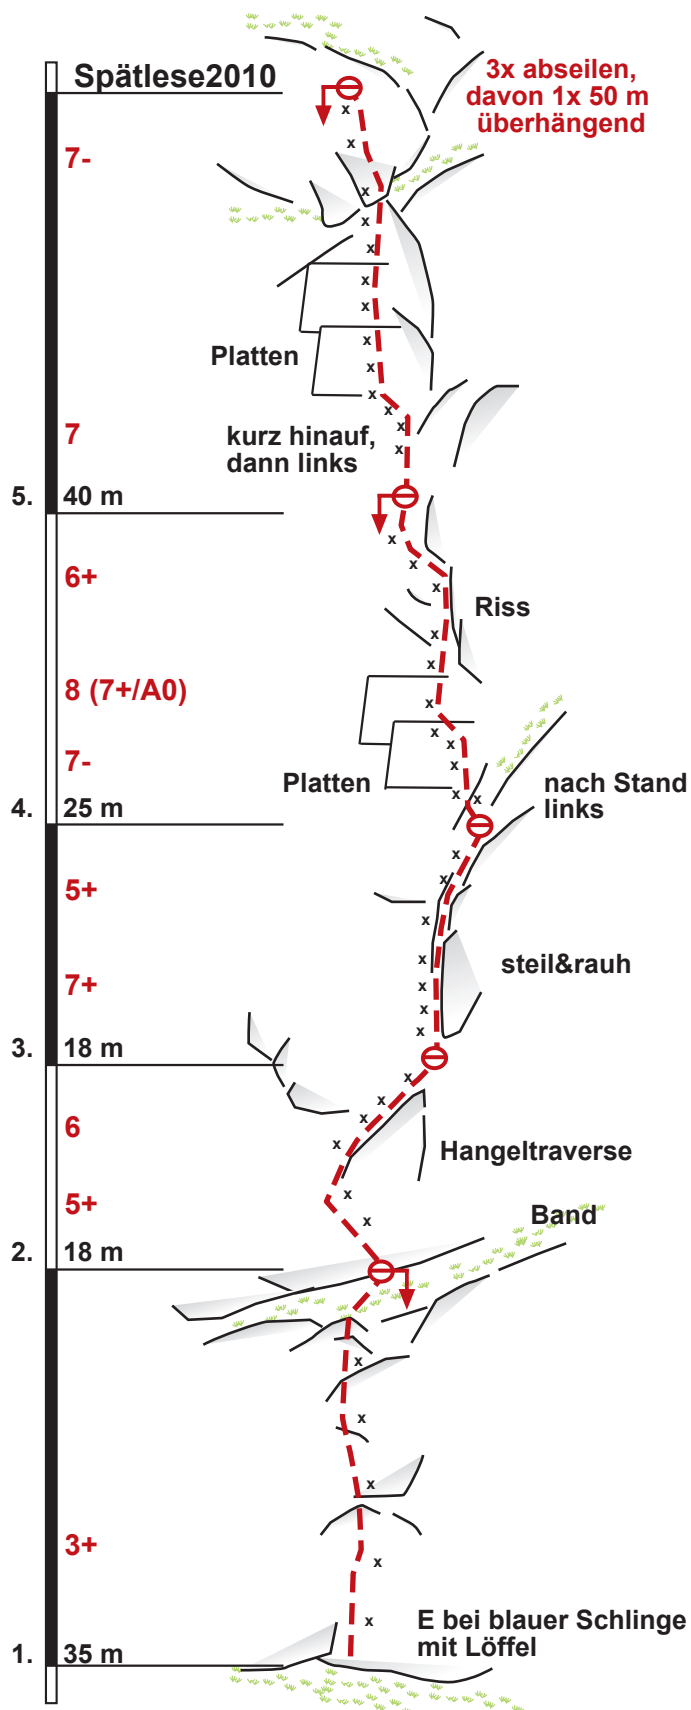 Spätlese2010
3x abseilen,
davon 1x 50 m
überhängend
7-
Platten
7
kurz hinauf,
dann links
5. 40 m
6+
Riss
8 (7+/A0)
7-
Platten
nach Stand
links
4. 25 m
5+
steil&rauh
7+
3. 18 m
6
Hangeltraverse
5+
Band
2. 18 m
3+
E bei blauer Schlinge
mit Löffel
1. 35 m